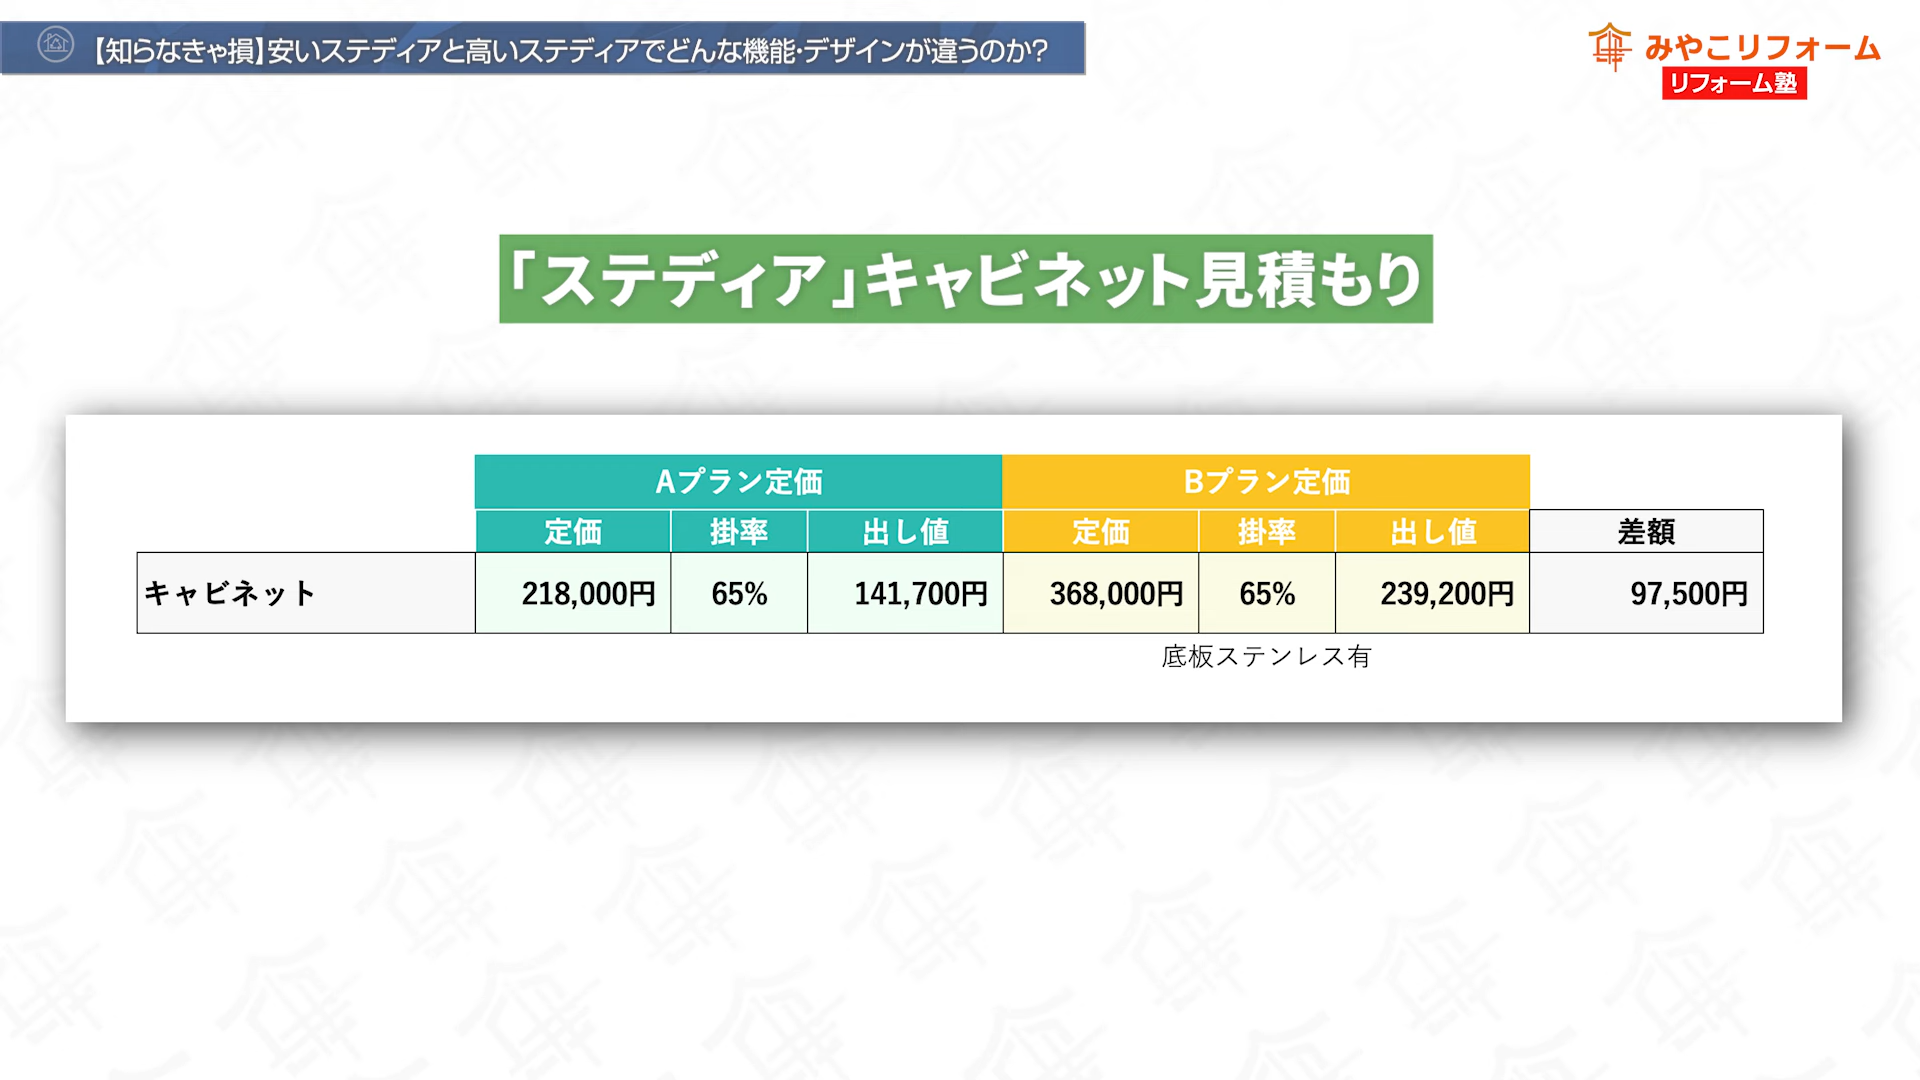 【知らなきゃ損】安いステディアと高いステディアでどんな機能・デザインが違うのか?
みやこリフォーム
リフォーム塾
「ステディア」キャビネット見積もり
Aプラン定価 Bプラン定価
定価 掛率 出し値 定価 掛率 出し値 差額
キャビネット 218,000円 65% 141,700円 368,000円 65% 239,200円 97,500円
底板ステンレス有